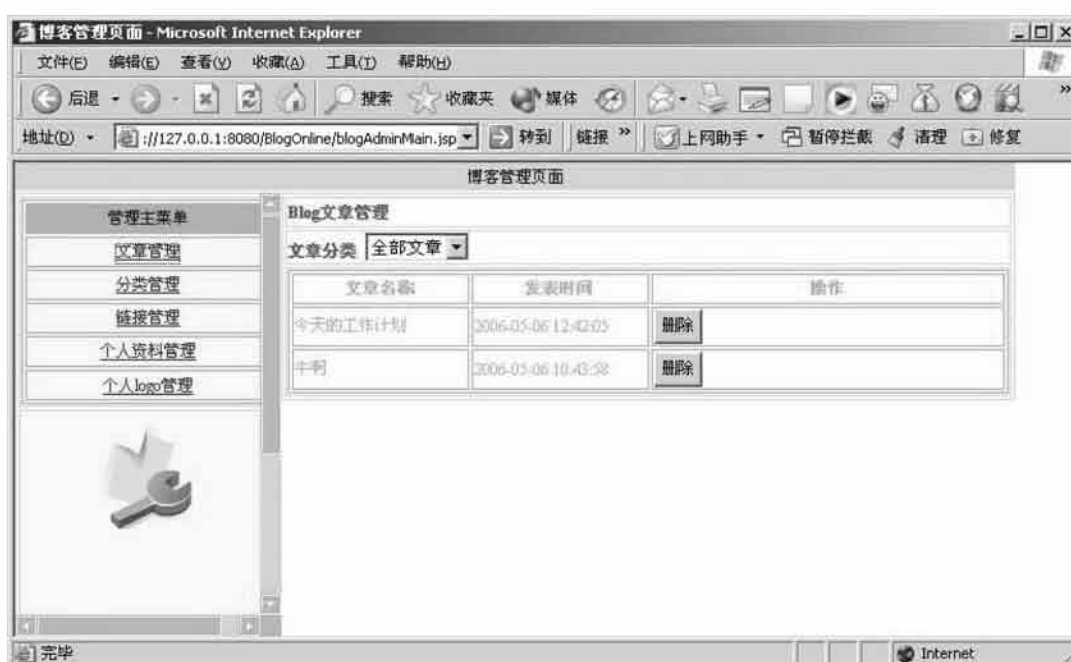 博客管理页面 - Microsoft Internet Explorer
文件(F) 编辑(E) 查看(V) 收藏(A) 工具(T) 帮助(H)
后退 搜索 收藏夹 媒体 »
地址(D) ://127.0.0.1:8080/BlogOnline/blogAdminMain.jsp 转到 链接 » 上网助手 暂停拦截 清理 修复
博客管理页面
管理主菜单
文章管理
分类管理
链接管理
个人资料管理
个人logo管理
Blog文章管理
文章分类 全部文章
文章名称 发表时间 操作
今天的工作计划 2006-05-06 12:42:05 删除
牛啊 2006-05-06 10:43:58 删除
完毕 Internet